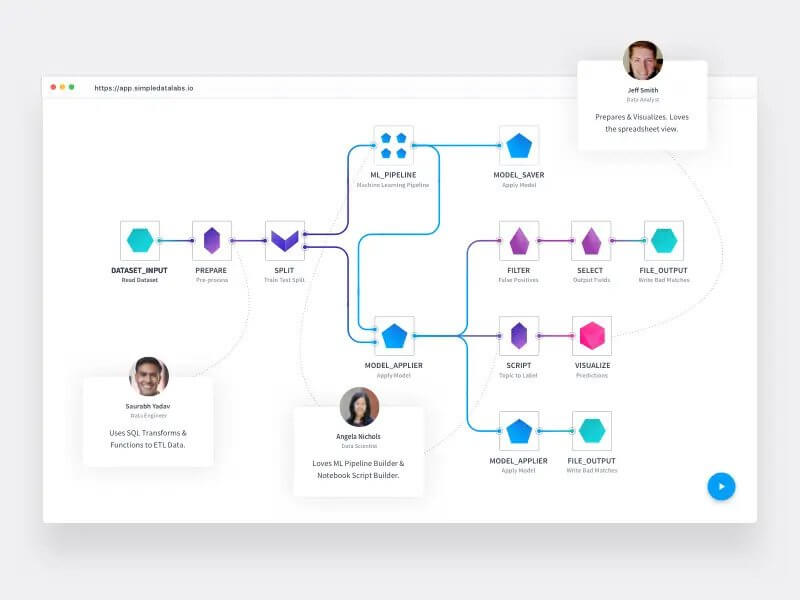 https://app.simpledatalabs.io
Jeff Smith
Data Analyst
Prepares & Visualizes. Loves
the spreadsheet view.
ML_PIPELINE
Machine Learning Pipeline
MODEL_SAVER
Apply Model
DATASET_INPUT
Read Dataset
PREPARE
Pre-process
SPLIT
Train Test Split
FILTER
False Positives
SELECT
Output Fields
FILE_OUTPUT
Write Bad Matches
MODEL_APPLIER
Apply Model
SCRIPT
Topic to Label
VISUALIZE
Predictions
Saurabh Yadav
Data Engineer
Uses SQL Transforms &
Functions to ETL Data.
Angela Nichols
Data Scientist
Loves ML Pipeline Builder &
Notebook Script Builder.
MODEL_APPLIER
Apply Model
FILE_OUTPUT
Write Bad Matches